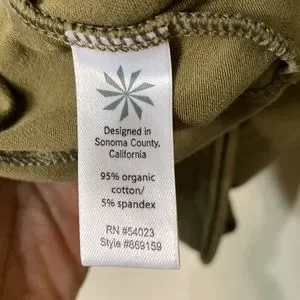 Designed in
Sonoma County,
California
95% organic
cotton/
5% spandex
RN #54023
Style #869159